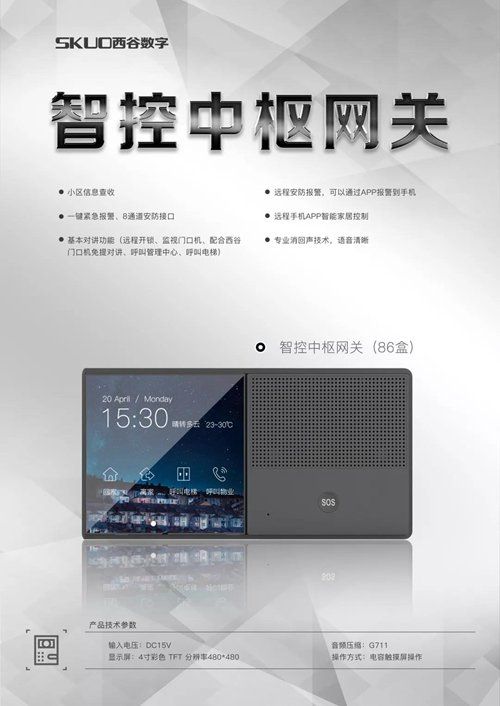 SKUO西谷数字
智控中枢网关
小区信息查收
一键紧急报警、8通道安防接口
基本对讲功能（远程开锁、监视门口机、配合西谷
门口机免提对讲、呼叫管理中心、呼叫电梯）
远程安防报警，可以通过APP报警到手机
远程手机APP智能家居控制
专业消回声技术，语音清晰
智控中枢网关（86盒）
20 April / Monday
15:30 晴转多云 23-30℃
回家 离家 呼叫电梯 呼叫物业
SOS
产品技术参数
输入电压：DC15V
显示屏：4寸彩色 TFT 分辨率480*480
音频压缩：G711
操作方式：电容触摸屏操作